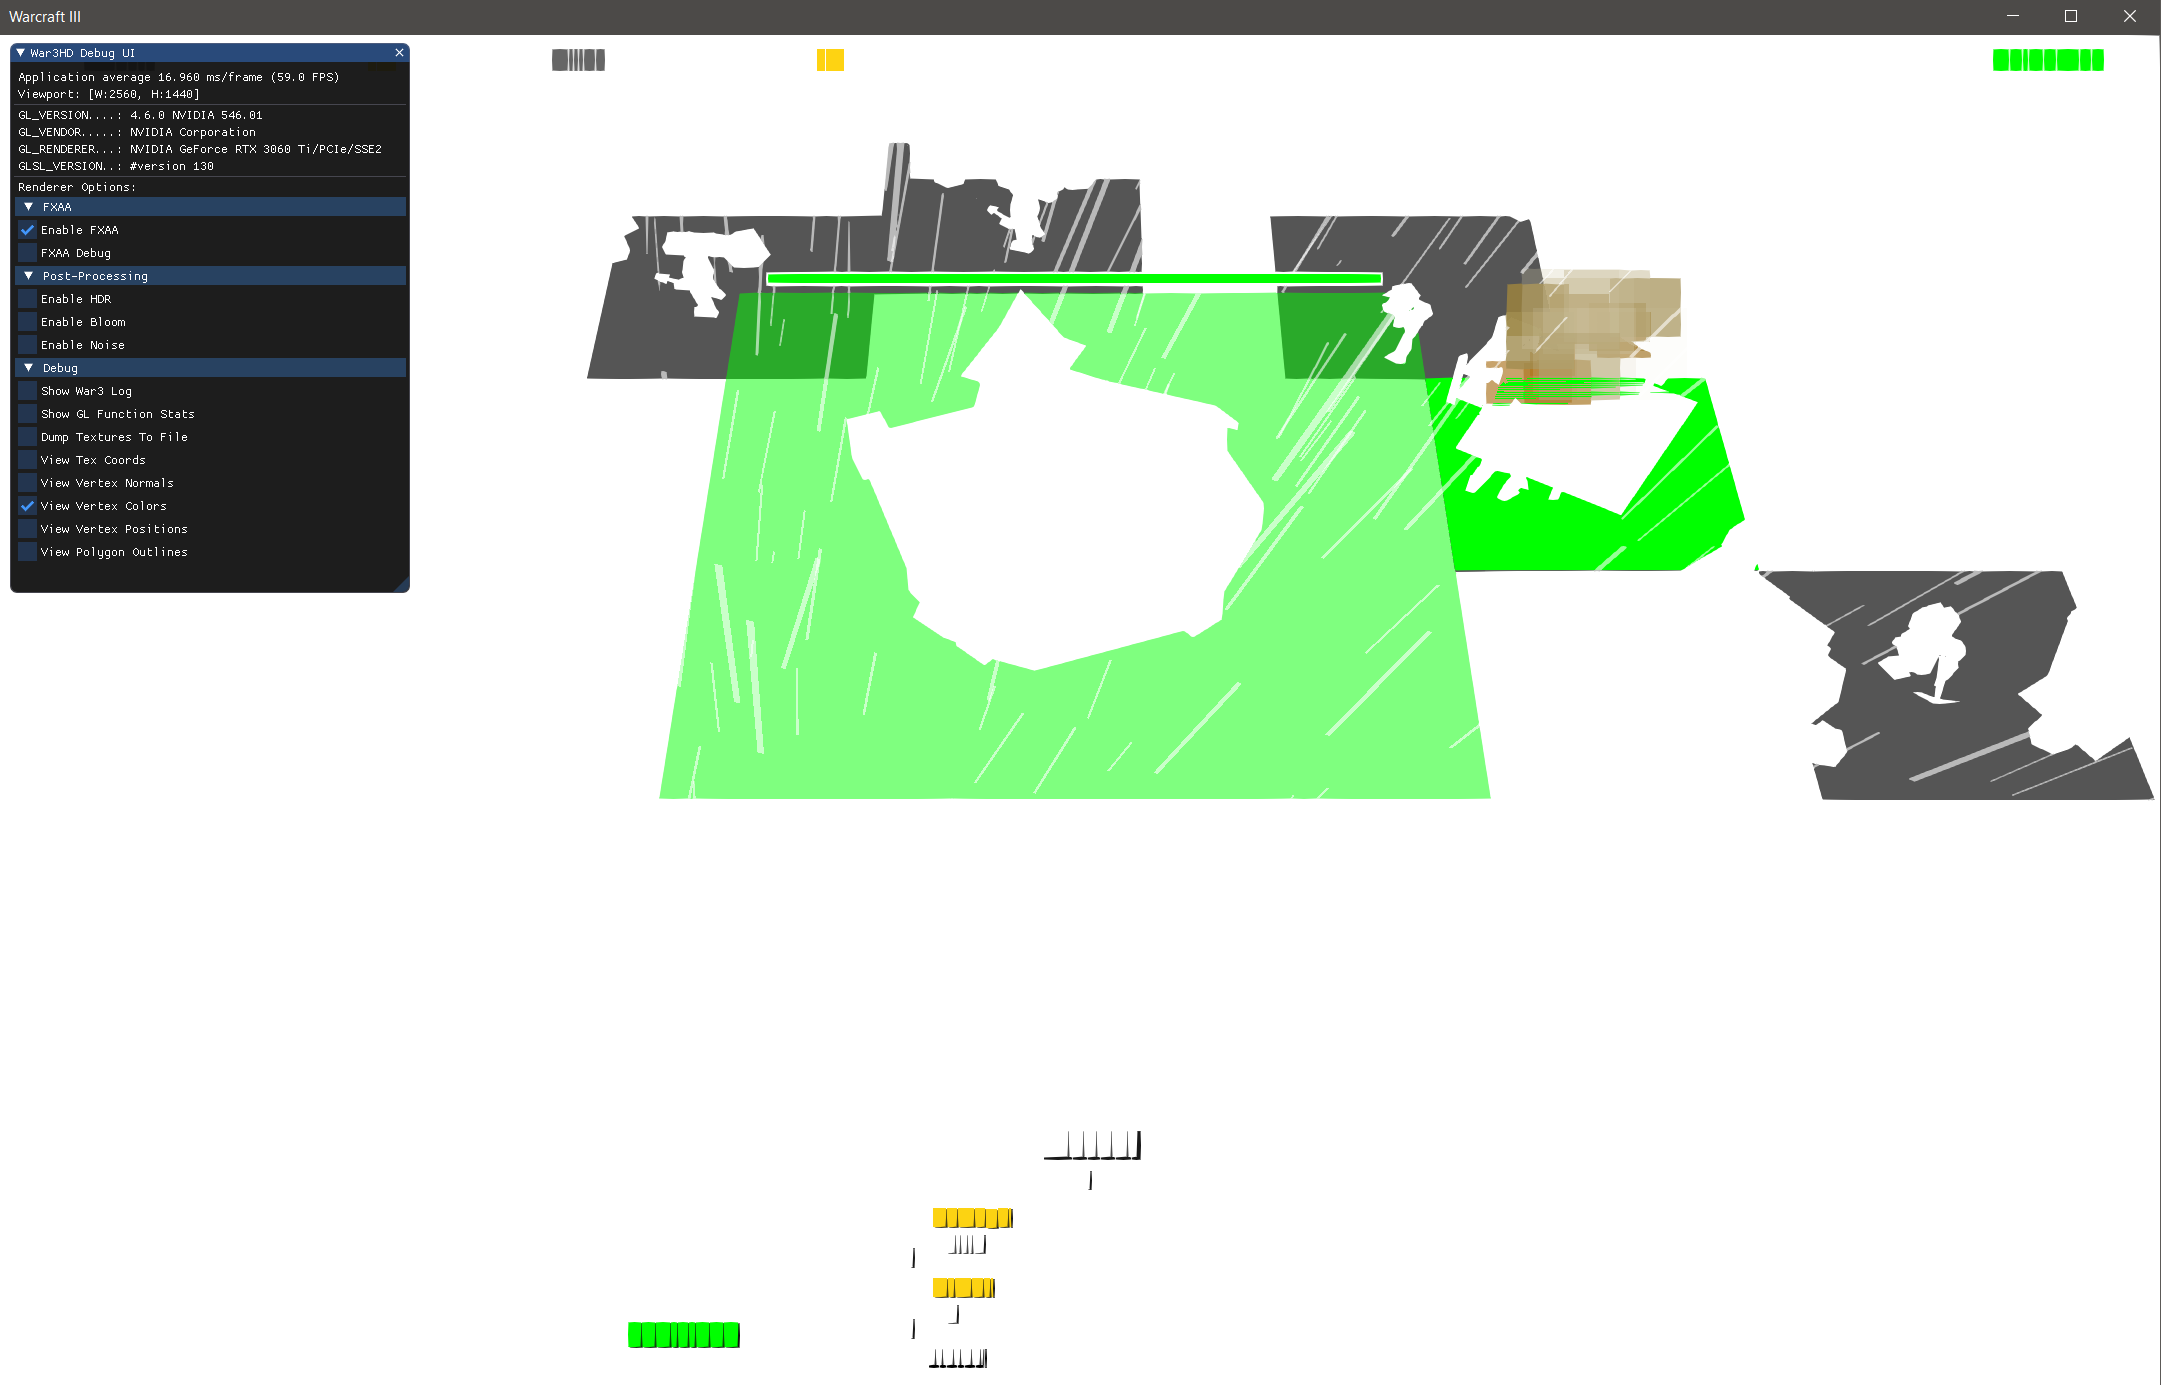 Warcraft III
War3HD Debug UI
Application average 16.960 ms/frame (59.0 FPS)
Viewport: [W:2560, H:1440]
GL_VERSION....: 4.6.0 NVIDIA 546.01
GL_VENDOR.....: NVIDIA Corporation
GL_RENDERER...: NVIDIA GeForce RTX 3060 Ti/PCIe/SSE2
GLSL_VERSION..: #version 130
Renderer Options:
FXAA
Enable FXAA
FXAA Debug
Post-Processing
Enable HDR
Enable Bloom
Enable Noise
Debug
Show War3 Log
Show GL Function Stats
Dump Textures To File
View Tex Coords
View Vertex Normals
View Vertex Colors
View Vertex Positions
View Polygon Outlines